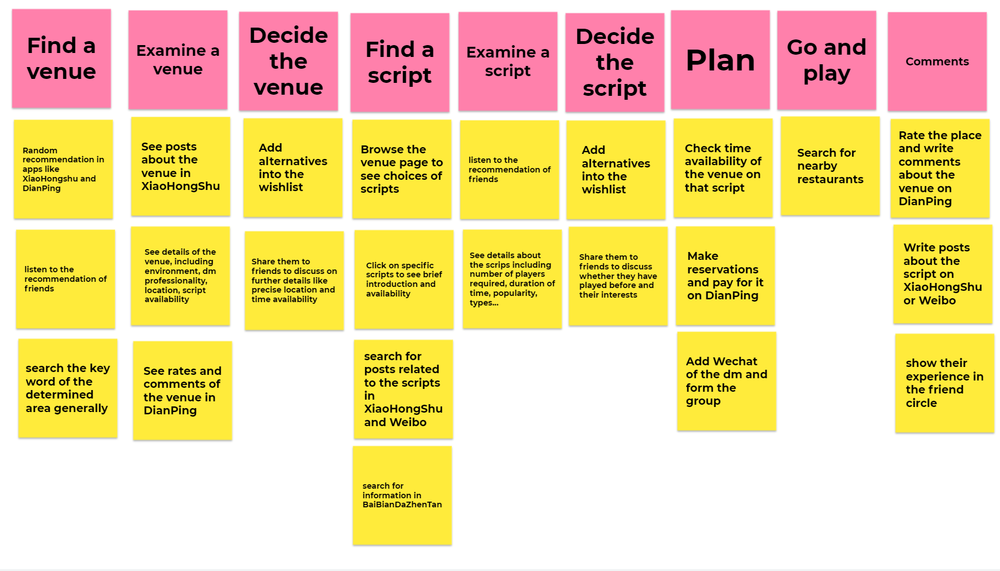 Find a
venue
Examine a
venue
Decide
the
venue
Find a
script
Examine a
script
Decide
the
script
Plan
Go and
play
Comments
Random
recommendation in
apps like
XiaoHongshu and
DianPing
See posts
about the
venue in
XiaoHongShu
Add
alternatives
into the
wishlist
Browse the
venue page to
see choices of
scripts
listen to the
recommendation of
friends
Add
alternatives
into the
wishlist
Check time
availability of
the venue on
that script
Search for
nearby
restaurants
Rate the place
and write
comments
about the
venue on
DianPing
listen to the
recommendation of
friends
See details of the
venue, including
environment, dm
professionality,
location, script
availability
Share them to
friends to discuss on
further details like
precise location and
time availability
Click on specific
scripts to see brief
introduction and
availability
See details about
the scrips including
number of players
required, duration of
time, popularity,
types...
Share them to
friends to discuss
whether they have
played before and
their interests
Make
reservations
and pay for it
on DianPing
Write posts
about the
script on
XiaoHongShu
or Weibo
search the key
word of the
determined
area generally
See rates and
comments of
the venue in
DianPing
search for
posts related
to the scripts
in
XiaoHongShu
and Weibo
Add Wechat
of the dm and
form the
group
show their
experience in
the friend
circle
search for
information in
BaiBianDaZhenTan